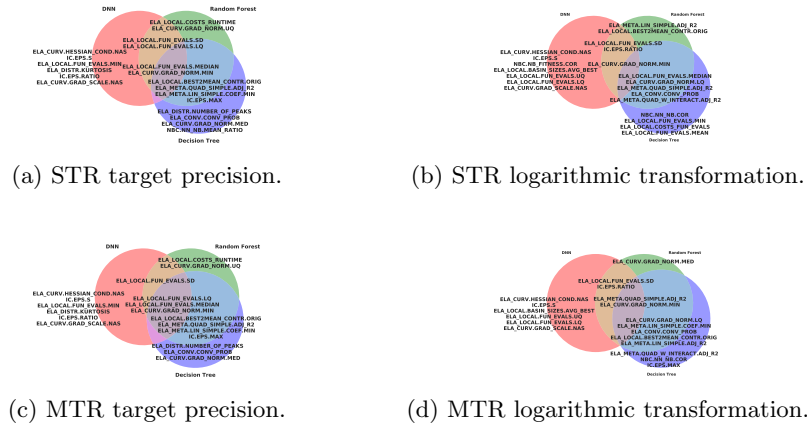 DNN
Random Forest
ELA_LOCAL.COSTS_RUNTIME
ELA_CURV.GRAD_NORM.UQ
ELA_LOCAL.FUN_EVALS.SD
ELA_LOCAL.FUN_EVALS.LQ
ELA_CURV.HESSIAN_COND.NAS
IC.EPS.S
ELA_LOCAL.FUN_EVALS.MIN
ELA_DISTR.KURTOSIS
IC.EPS.RATIO
ELA_CURV.GRAD_SCALE.NAS
ELA_LOCAL.FUN_EVALS.MEDIAN
ELA_CURV.GRAD_NORM.MIN
ELA_LOCAL.BEST2MEAN_CONTR.ORIG
ELA_META.QUAD_SIMPLE.ADJ_R2
ELA_META.LIN_SIMPLE.COEF.MIN
IC.EPS.MAX
ELA_DISTR.NUMBER_OF_PEAKS
ELA_CONV.CONV_PROB
ELA_CURV.GRAD_NORM.MED
NBC.NN_NB.MEAN_RATIO
Decision Tree
(a) STR target precision.
DNN
Random Forest
ELA_META.LIN_SIMPLE.ADJ_R2
ELA_LOCAL.BEST2MEAN_CONTR.ORIG
ELA_LOCAL.FUN_EVALS.SD
IC.EPS.RATIO
ELA_CURV.HESSIAN_COND.NAS
IC.EPS.S
NBC.NB_FITNESS.COR
ELA_LOCAL.BASIN_SIZES.AVG_BEST
ELA_LOCAL.FUN_EVALS.UQ
ELA_LOCAL.FUN_EVALS.LQ
ELA_CURV.GRAD_SCALE.NAS
ELA_CURV.GRAD_NORM.MIN
ELA_LOCAL.FUN_EVALS.MEDIAN
ELA_CURV.GRAD_NORM.LQ
ELA_META.QUAD_SIMPLE.ADJ_R2
ELA_CONV.CONV_PROB
ELA_META.QUAD_W_INTERACT.ADJ_R2
NBC.NN_NB.COR
ELA_LOCAL.FUN_EVALS.MIN
ELA_LOCAL.COSTS_FUN_EVALS
ELA_LOCAL.FUN_EVALS.MEAN
Decision Tree
(b) STR logarithmic transformation.
DNN
Random Forest
ELA_LOCAL.COSTS_RUNTIME
ELA_CURV.GRAD_NORM.UQ
ELA_LOCAL.FUN_EVALS.SD
ELA_CURV.HESSIAN_COND.NAS
IC.EPS.S
ELA_LOCAL.FUN_EVALS.MIN
ELA_DISTR.KURTOSIS
IC.EPS.RATIO
ELA_CURV.GRAD_SCALE.NAS
ELA_LOCAL.FUN_EVALS.LQ
ELA_LOCAL.FUN_EVALS.MEDIAN
ELA_CURV.GRAD_NORM.MIN
ELA_LOCAL.BEST2MEAN_CONTR.ORIG
ELA_META.QUAD_SIMPLE.ADJ_R2
ELA_META.LIN_SIMPLE.COEF.MIN
IC.EPS.MAX
ELA_DISTR.NUMBER_OF_PEAKS
ELA_CONV.CONV_PROB
ELA_CURV.GRAD_NORM.MED
Decision Tree
(c) MTR target precision.
DNN
Random Forest
ELA_CURV.GRAD_NORM.MED
ELA_LOCAL.FUN_EVALS.SD
IC.EPS.RATIO
ELA_CURV.HESSIAN_COND.NAS
IC.EPS.S
ELA_LOCAL.BASIN_SIZES.AVG_BEST
ELA_LOCAL.FUN_EVALS.UQ
ELA_LOCAL.FUN_EVALS.LQ
ELA_CURV.GRAD_SCALE.NAS
ELA_META.QUAD_SIMPLE.ADJ_R2
ELA_CURV.GRAD_NORM.MIN
ELA_CURV.GRAD_NORM.LQ
ELA_META.LIN_SIMPLE.COEF.MIN
ELA_CONV.CONV_PROB
ELA_LOCAL.BEST2MEAN_CONTR.ORIG
ELA_META.LIN_SIMPLE.ADJ_R2
ELA_META.QUAD_W_INTERACT.ADJ_R2
NBC.NN_NB.COR
IC.EPS.MAX
Decision Tree
(d) MTR logarithmic transformation.